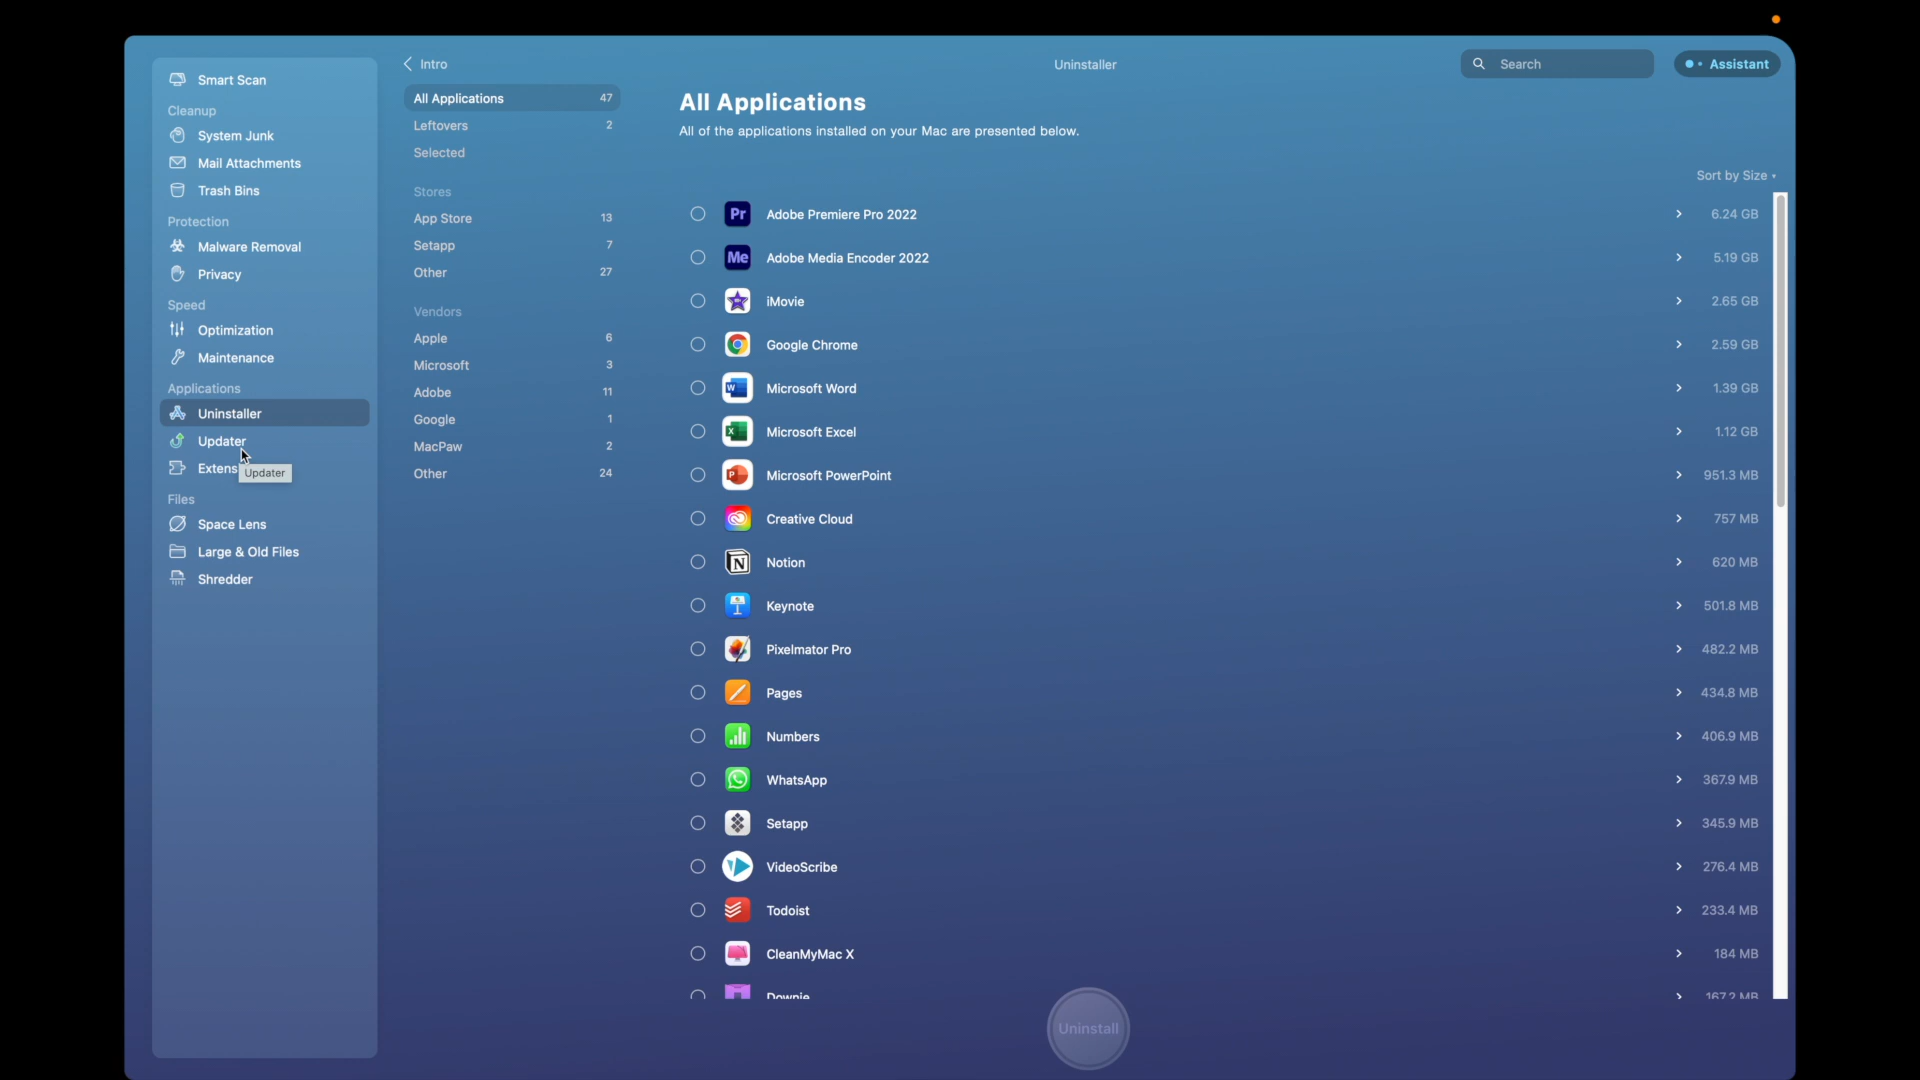 Intro
Uninstaller
Search
Assistant
Smart Scan
Cleanup
System Junk
Mail Attachments
Trash Bins
Protection
Malware Removal
Privacy
Speed
Optimization
Maintenance
Applications
Uninstaller
Updater
Extens
Updater
Files
Space Lens
Large & Old Files
Shredder
All Applications 47
Leftovers 2
Selected
Stores
App Store 13
Setapp 7
Other 27
Vendors
Apple 6
Microsoft 3
Adobe 11
Google 1
MacPaw 2
Other 24
All Applications
All of the applications installed on your Mac are presented below.
Sort by Size
Pr Adobe Premiere Pro 2022 6.24 GB
Me Adobe Media Encoder 2022 5.19 GB
iMovie 2.65 GB
Google Chrome 2.59 GB
W Microsoft Word 1.39 GB
X Microsoft Excel 1.12 GB
P Microsoft PowerPoint 951.3 MB
Creative Cloud 757 MB
N Notion 620 MB
Keynote 501.8 MB
Pixelmator Pro 482.2 MB
Pages 434.8 MB
Numbers 406.9 MB
WhatsApp 367.9 MB
Setapp 345.9 MB
VideoScribe 276.4 MB
Todoist 233.4 MB
CleanMyMac X 184 MB
Downie 167.2 MB
Uninstall